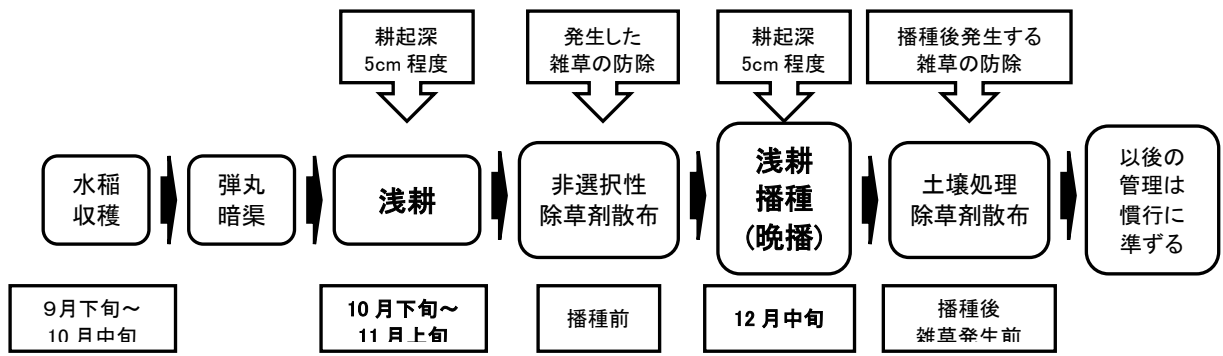 耕起深
5cm 程度
発生した
雑草の防除
耕起深
5cm 程度
播種後発生する
雑草の防除
水稲
収穫
弾丸
暗渠
浅耕
非選択性
除草剤散布
浅耕
播種
(晩播)
土壌処理
除草剤散布
以後の
管理は
慣行に
準ずる
9月下旬～
10月中旬
10月下旬～
11月上旬
播種前
12月中旬
播種後
雑草発生前